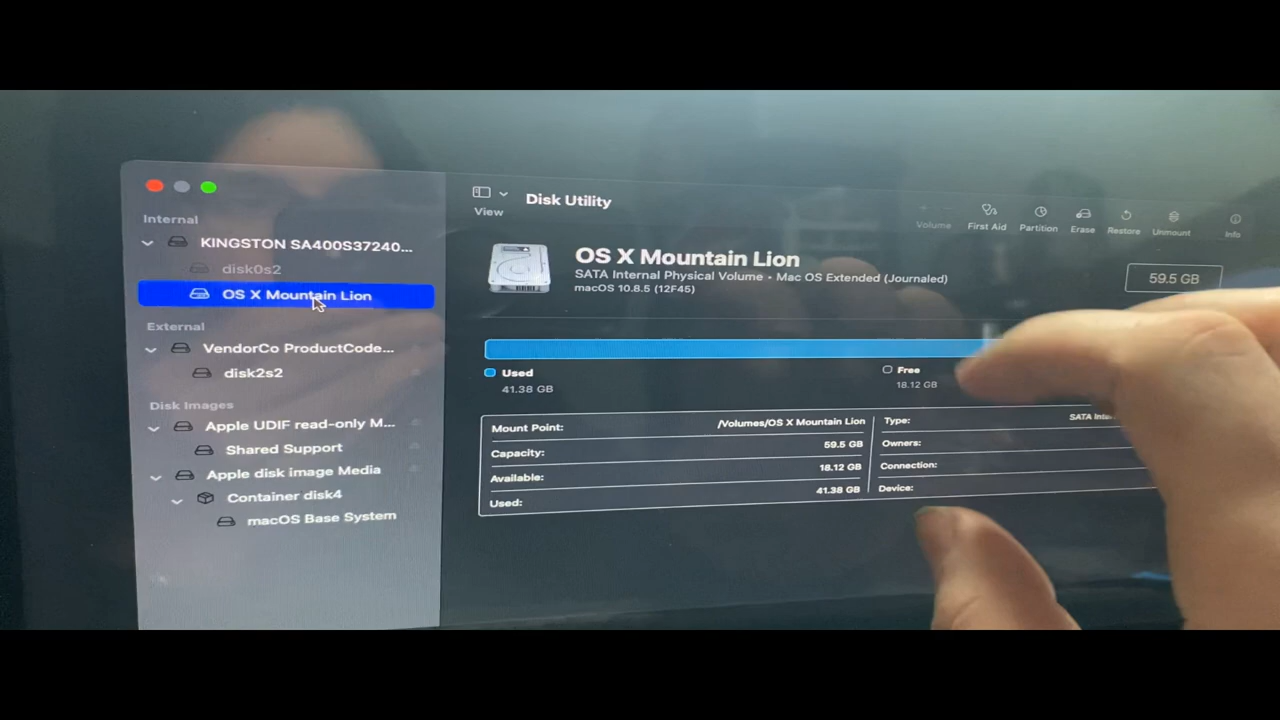 Internal
KINGSTON SA400S37240...
disk0s2
OS X Mountain Lion
External
VendorCo ProductCode...
disk2s2
Disk Images
Apple UDIF read-only M...
Shared Support
Apple disk image Media
Container disk4
macOS Base System
View
Disk Utility
Volume
First Aid
Partition
Erase
Restore
Unmount
Info
OS X Mountain Lion
SATA Internal Physical Volume • Mac OS Extended (Journaled)
macOS 10.8.5 (12F45)
59.5 GB
Used
41.38 GB
Free
18.12 GB
Mount Point: /Volumes/OS X Mountain Lion
Capacity: 59.5 GB
Available: 18.12 GB
Used: 41.38 GB
Type: SATA
Owners:
Connection:
Device: